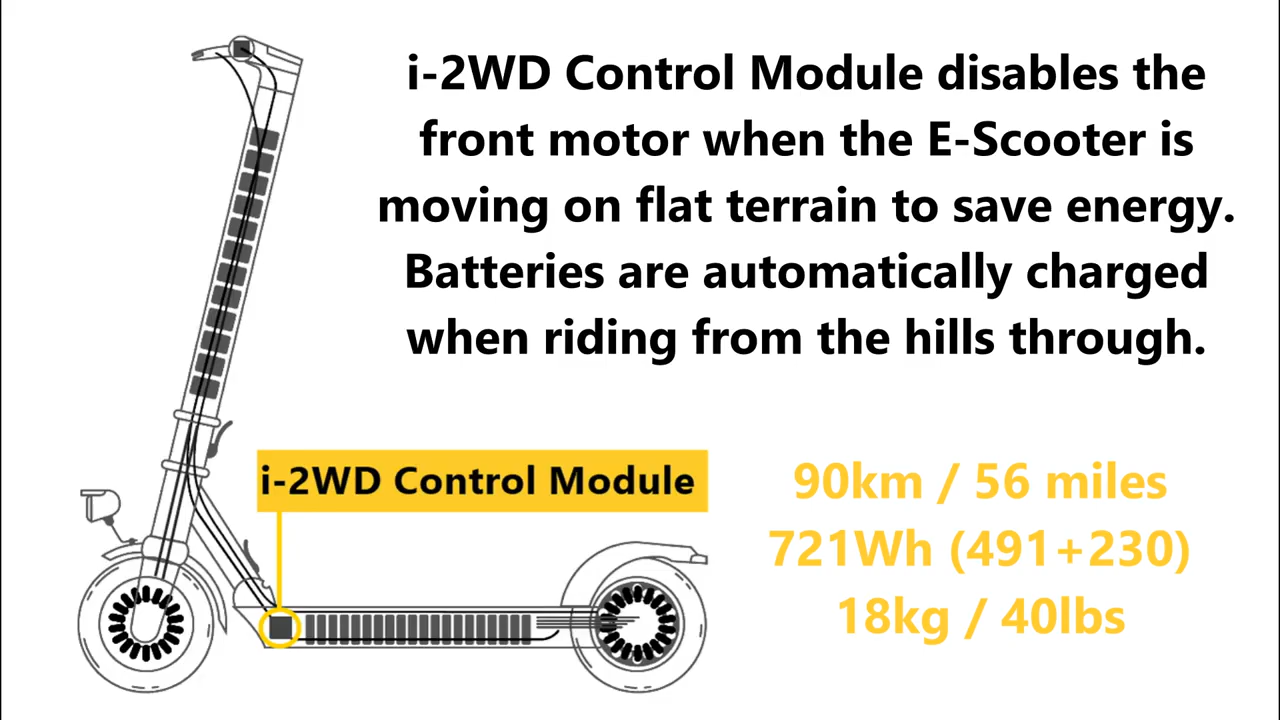 i-2WD Control Module disables the
front motor when the E-Scooter is
moving on flat terrain to save energy.
Batteries are automatically charged
when riding from the hills through.
i-2WD Control Module
90km / 56 miles
721Wh (491+230)
18kg / 40lbs